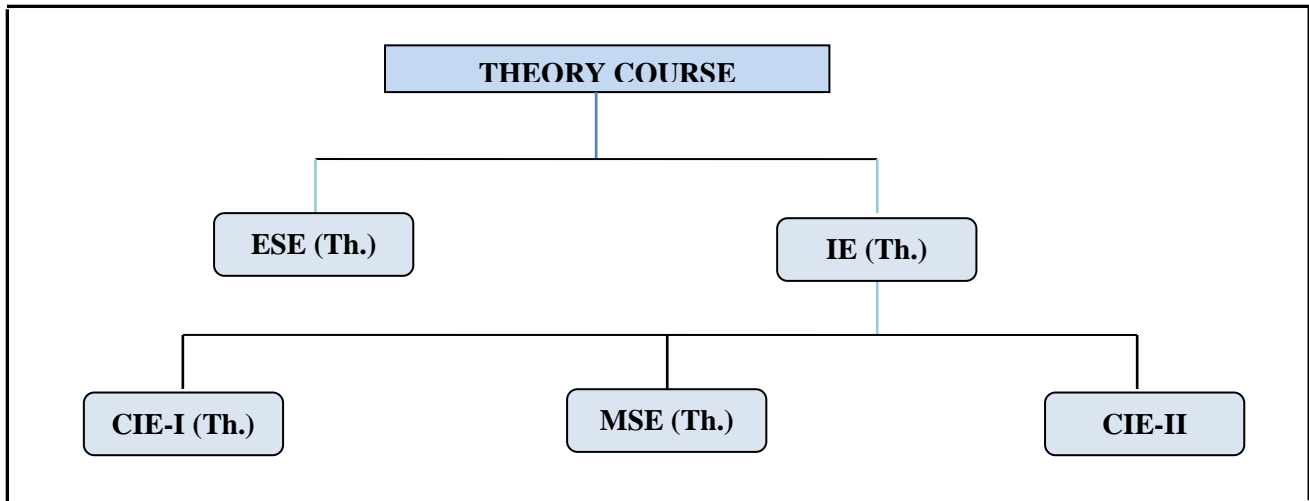 THEORY COURSE
ESE (Th.)
IE (Th.)
CIE-I (Th.)
MSE (Th.)
CIE-II